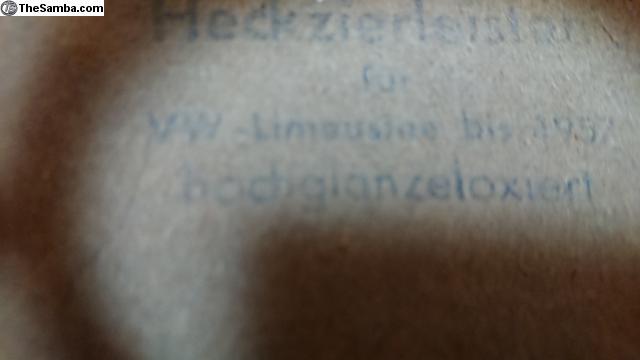 TheSamba.com
Heckzierleisten
für
VW-Limousine bis 1957
hochglanzeloxiert